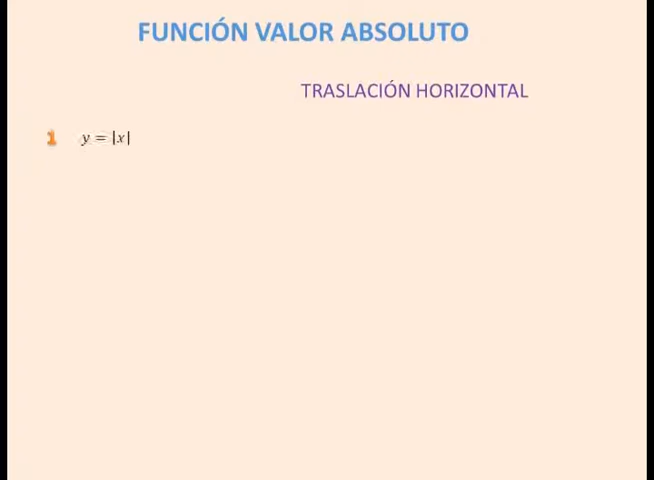 FUNCIÓN VALOR ABSOLUTO
TRASLACIÓN HORIZONTAL
1 y = |x|